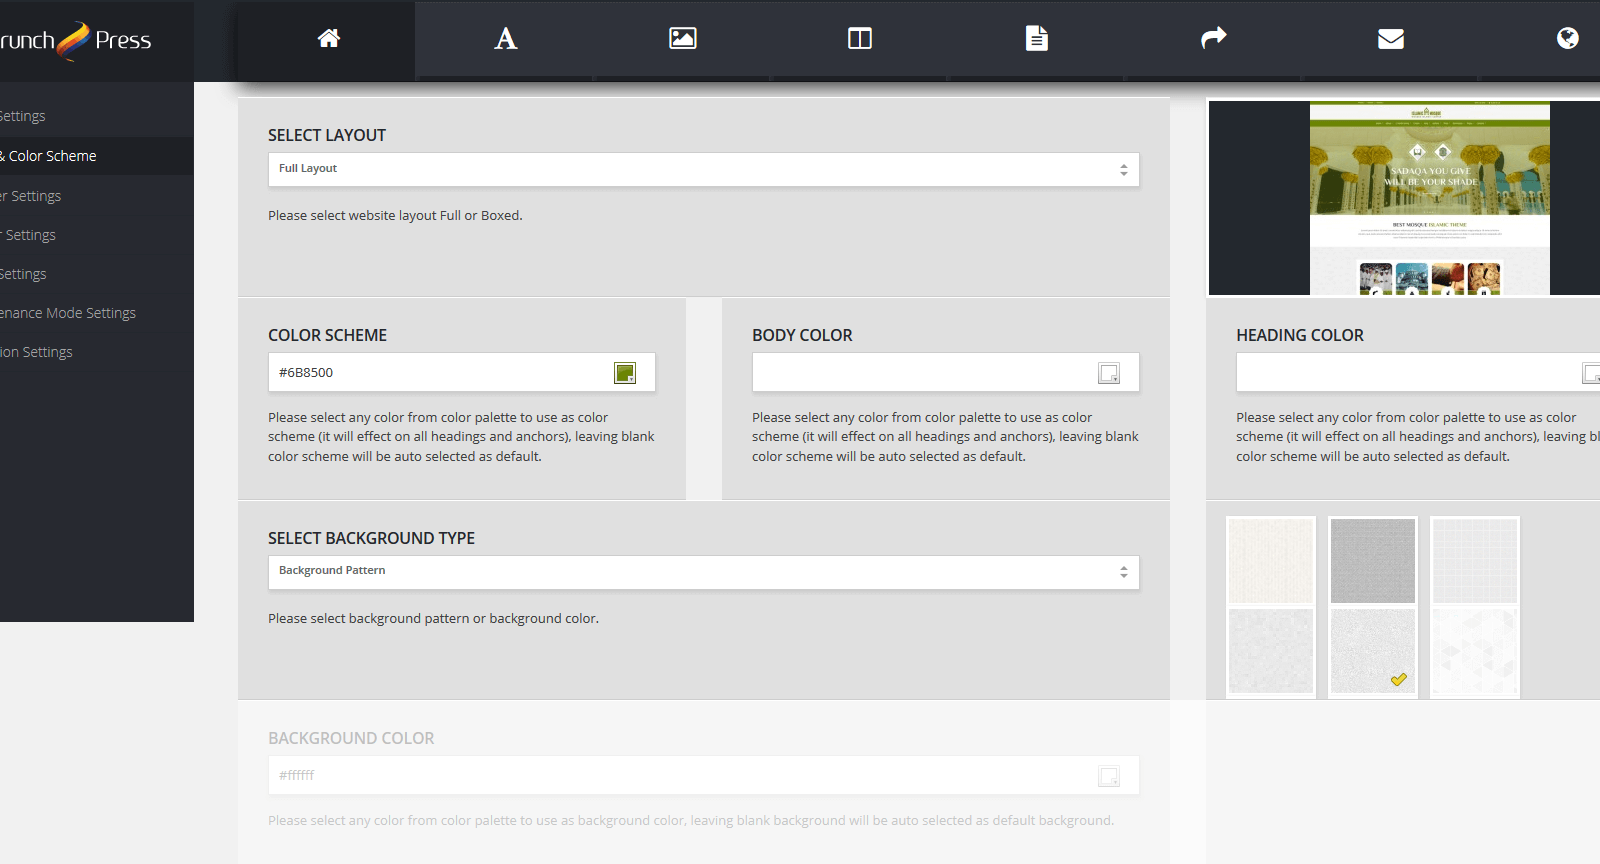 runch Press
Settings
& Color Scheme
er Settings
r Settings
Settings
enance Mode Settings
ion Settings
SELECT LAYOUT
Full Layout
Please select website layout Full or Boxed.
SADAQA YOU GIVE
WILL BE YOUR SHADE
BEST MOSQUE ISLAMIC THEME
COLOR SCHEME
#6B8500
Please select any color from color palette to use as color
scheme (it will effect on all headings and anchors), leaving blank
color scheme will be auto selected as default.
BODY COLOR
Please select any color from color palette to use as color
scheme (it will effect on all headings and anchors), leaving blank
color scheme will be auto selected as default.
HEADING COLOR
Please select any color from color palette to use as color
scheme (it will effect on all headings and anchors), leaving bl
color scheme will be auto selected as default.
SELECT BACKGROUND TYPE
Background Pattern
Please select background pattern or background color.
BACKGROUND COLOR
#ffffff
Please select any color from color palette to use as background color, leaving blank background will be auto selected as default background.